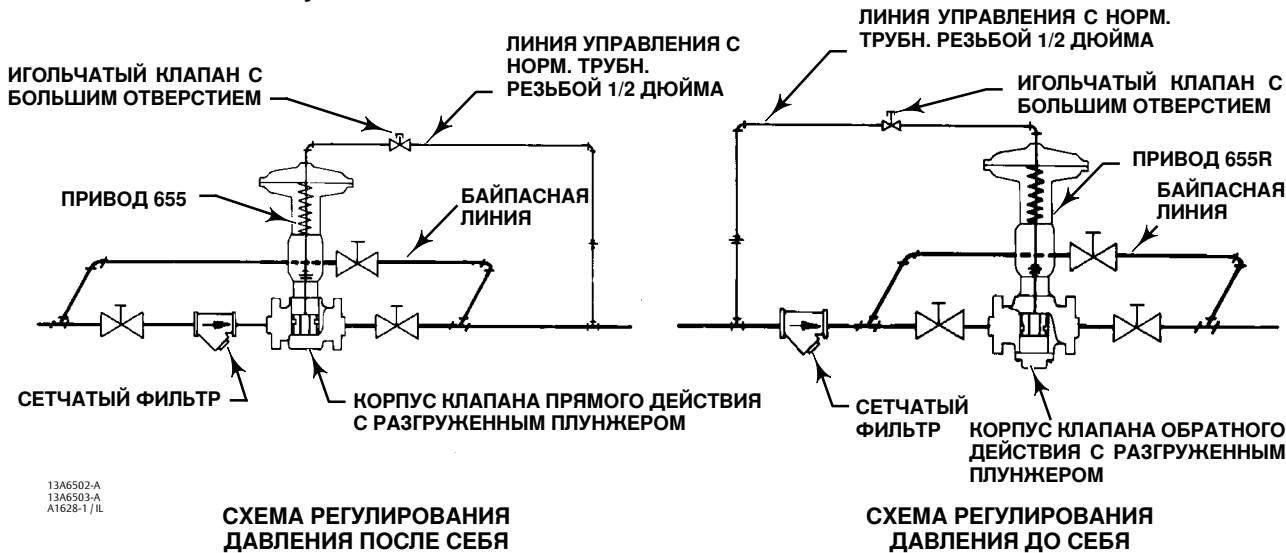 ИГОЛЬЧАТЫЙ КЛАПАН С
БОЛЬШИМ ОТВЕРСТИЕМ
ЛИНИЯ УПРАВЛЕНИЯ С
НОРМ. ТРУБН.
РЕЗЬБОЙ 1/2 ДЮЙМА
ПРИВОД 655
БАЙПАСНАЯ
ЛИНИЯ
СЕТЧАТЫЙ ФИЛЬТР
КОРПУС КЛАПАНА ПРЯМОГО ДЕЙСТВИЯ
С РАЗГРУЖЕННЫМ ПЛУНЖЕРОМ
13A6502-A
13A6503-A
A1628-1 / IL
СХЕМА РЕГУЛИРОВАНИЯ
ДАВЛЕНИЯ ПОСЛЕ СЕБЯ
ЛИНИЯ УПРАВЛЕНИЯ С НОРМ.
ТРУБН. РЕЗЬБОЙ 1/2 ДЮЙМА
ИГОЛЬЧАТЫЙ КЛАПАН С
БОЛЬШИМ ОТВЕРСТИЕМ
ПРИВОД 655R
БАЙПАСНАЯ
ЛИНИЯ
СЕТЧАТЫЙ
ФИЛЬТР
КОРПУС КЛАПАНА ОБРАТНОГО
ДЕЙСТВИЯ С РАЗГРУЖЕННЫМ
ПЛУНЖЕРОМ
СХЕМА РЕГУЛИРОВАНИЯ
ДАВЛЕНИЯ ДО СЕБЯ